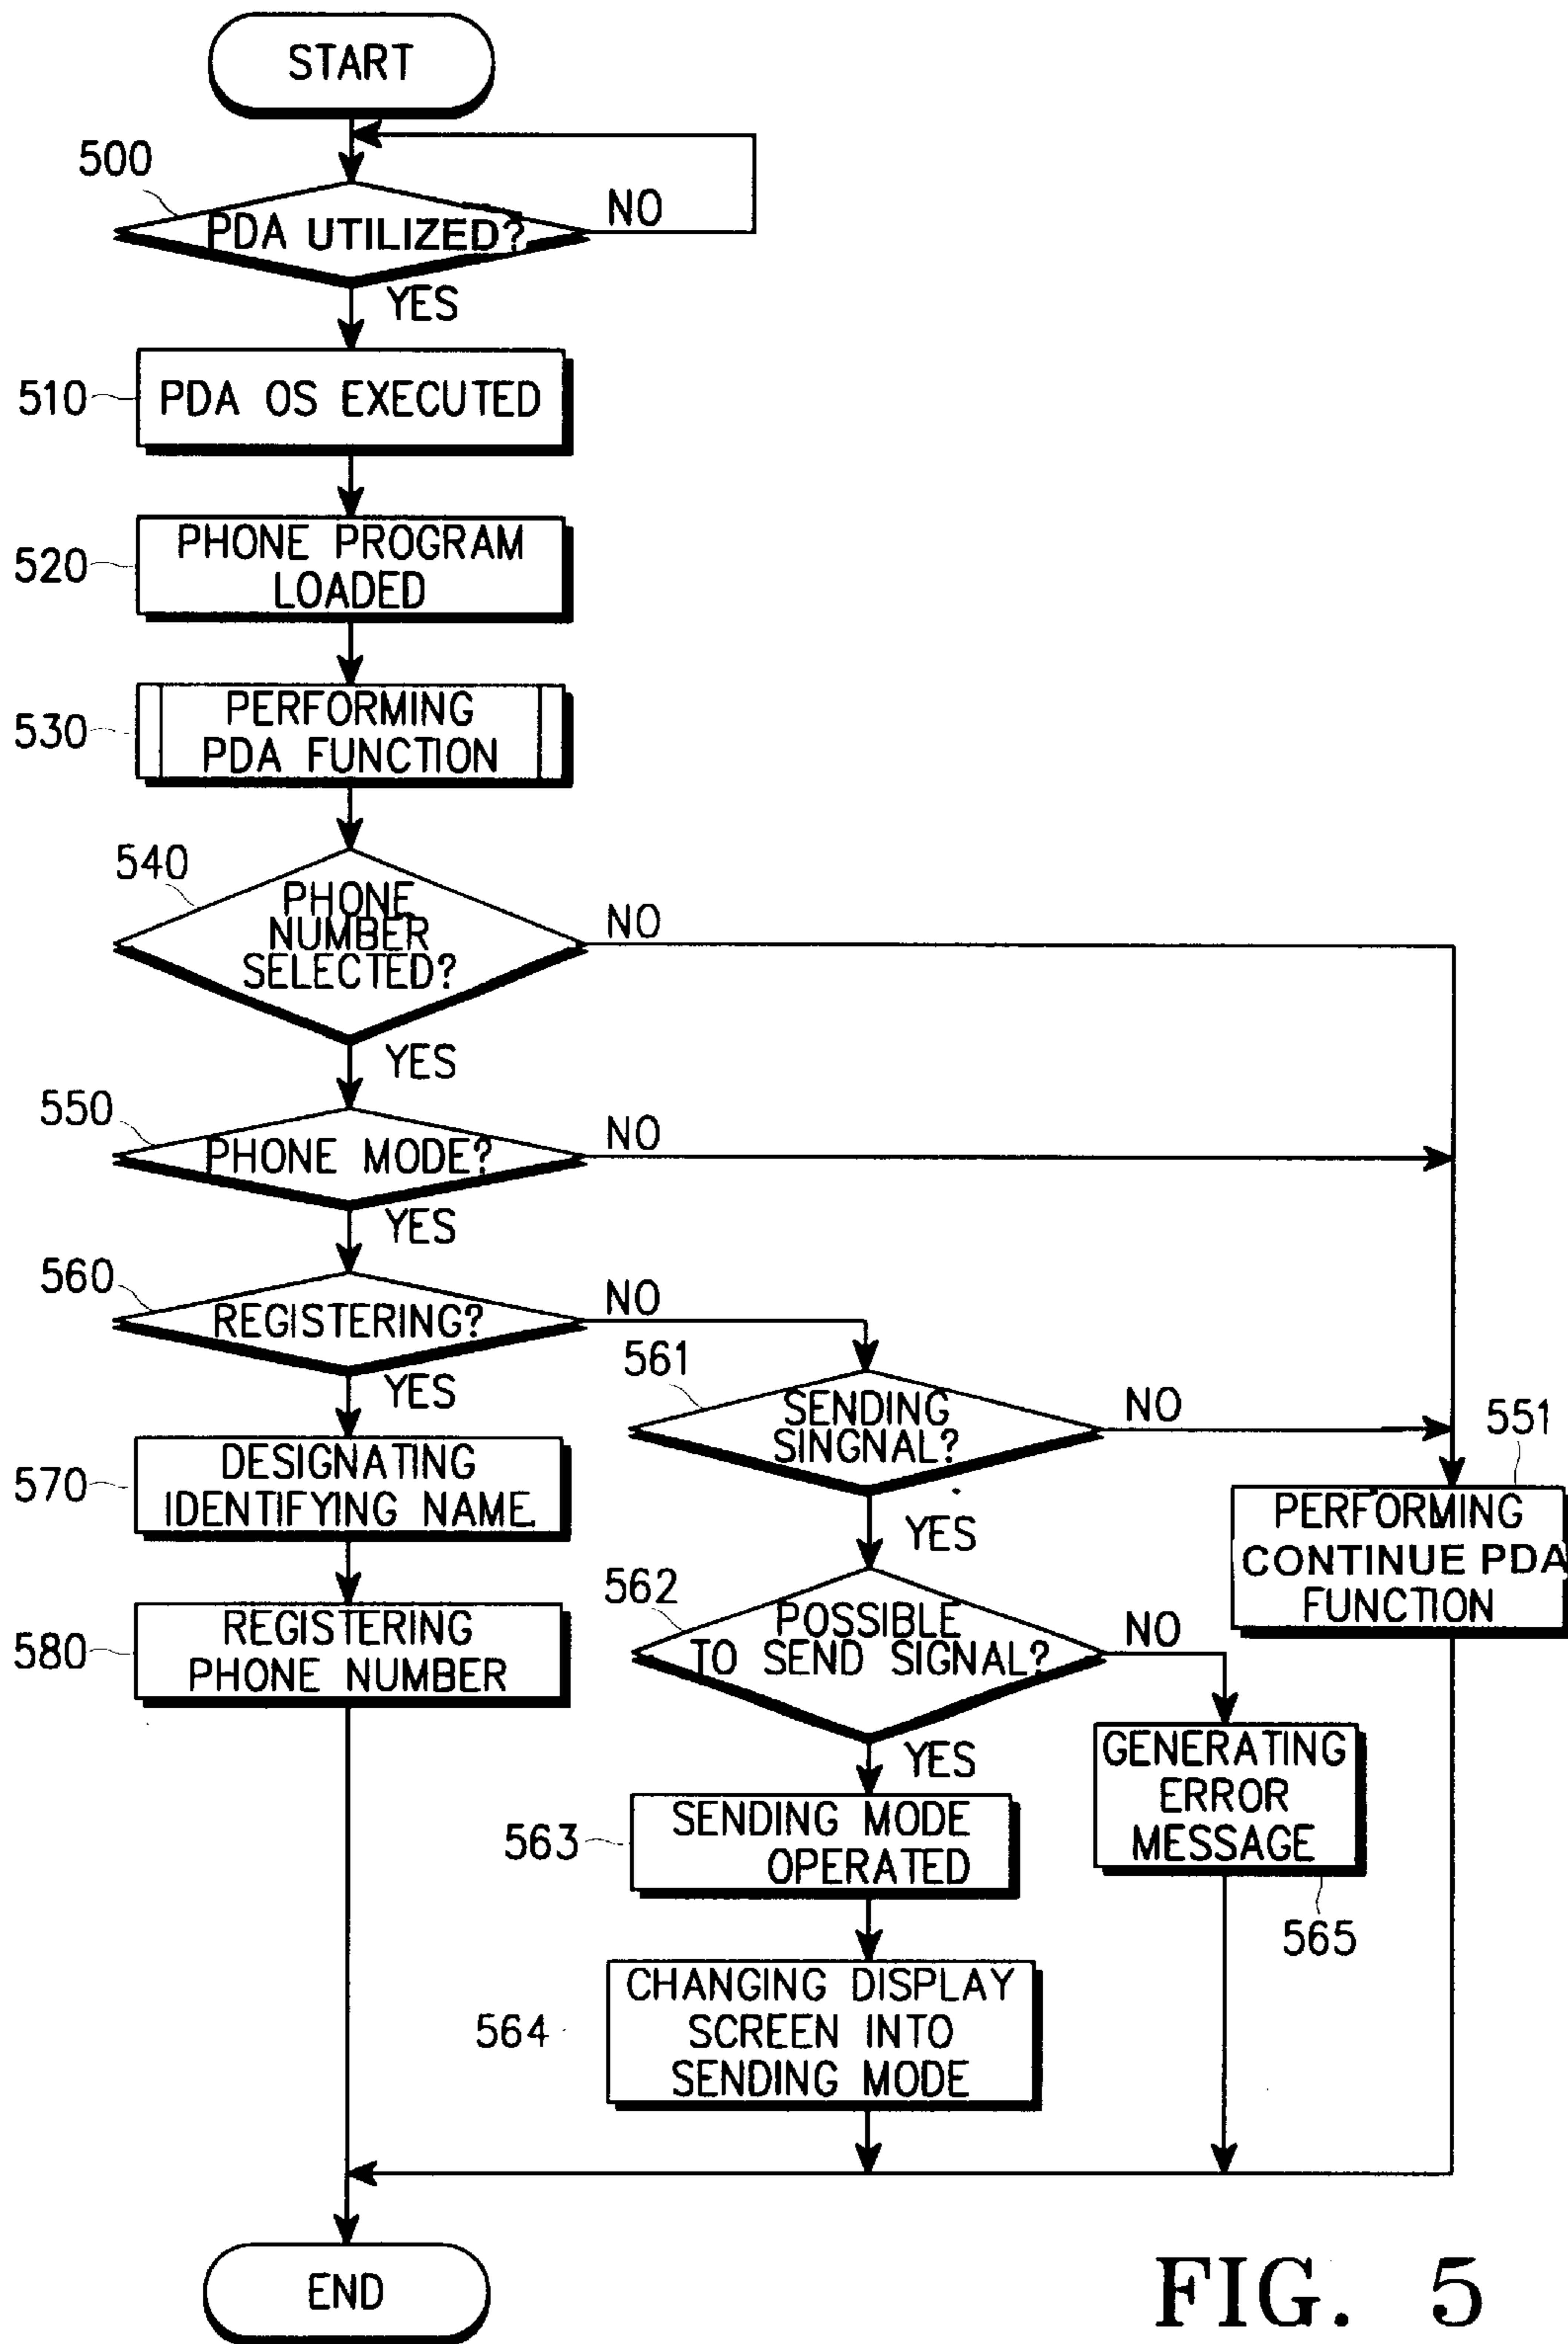 START
500
PDA UTILIZED?
NO
YES
510
PDA OS EXECUTED
520
PHONE PROGRAM
LOADED
530
PERFORMING
PDA FUNCTION
540
PHONE
NUMBER
SELECTED?
NO
YES
550
PHONE MODE?
NO
YES
560
REGISTERING?
NO
YES
561
SENDING
SINGNAL?
NO
YES
551
PERFORMING
CONTINUE PDA
FUNCTION
570
DESIGNATING
IDENTIFYING NAME.
562
POSSIBLE
TO SEND SIGNAL?
NO
YES
580
REGISTERING
PHONE NUMBER
563
SENDING MODE
OPERATED
GENERATING
ERROR
MESSAGE
565
564
CHANGING DISPLAY
SCREEN INTO
SENDING MODE
END
FIG. 5